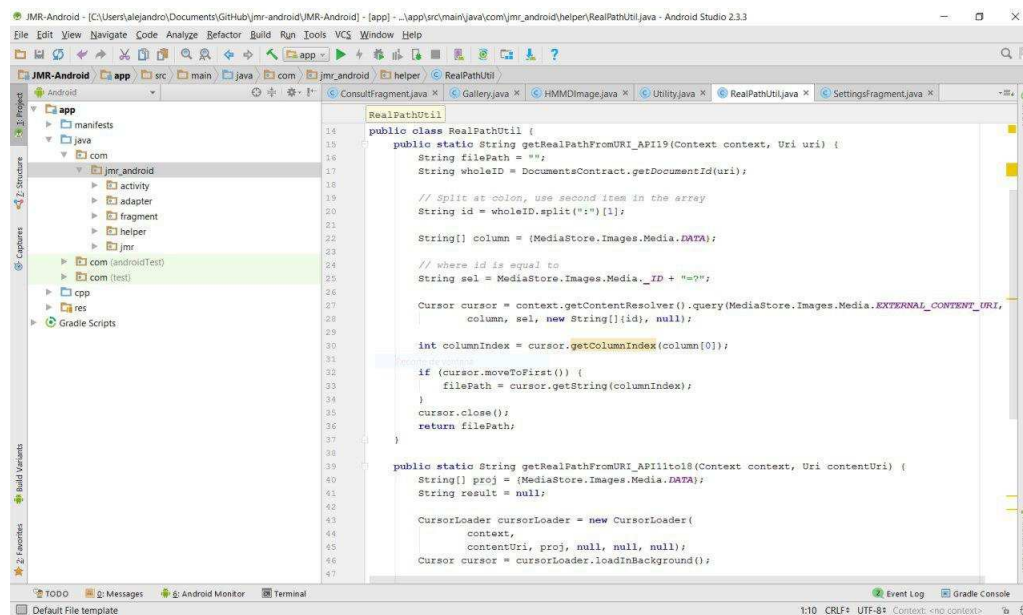 JMR-Android - [C:\Users\alejandro\Documents\GitHub\jmr-android\JMR-Android] - [app] - ...\app\src\main\java\com\jmr_android\helper\RealPathUtil.java - Android Studio 2.3.3
File Edit View Navigate Code Analyze Refactor Build Run Tools VCS Window Help
app
JMR-Android app src main java com jmr_android helper RealPathUtil
Android
ConsultFragment.java × Gallery.java × HMMDImage.java × Utility.java × RealPathUtil.java × SettingsFragment.java ×
1: Project
7: Structure
Captures
Build Variants
2: Favorites
app
manifests
java
com
jmr_android
activity
adapter
fragment
helper
jmr
com (androidTest)
com (test)
cpp
res
Gradle Scripts
RealPathUtil
14 public class RealPathUtil {
15 public static String getRealPathFromURI_API19(Context context, Uri uri) {
16 String filePath = "";
17 String wholeID = DocumentsContract.getDocumentId(uri);
18
19 // Split at colon, use second item in the array
20 String id = wholeID.split(":")[1];
21
22 String[] column = {MediaStore.Images.Media.DATA};
23
24 // where id is equal to
25 String sel = MediaStore.Images.Media._ID + "=?";
26
27 Cursor cursor = context.getContentResolver().query(MediaStore.Images.Media.EXTERNAL_CONTENT_URI,
28 column, sel, new String[]{id}, null);
29
30 int columnIndex = cursor.getColumnIndex(column[0]);
31
32 if (cursor.moveToFirst()) {
33 filePath = cursor.getString(columnIndex);
34 }
35 cursor.close();
36 return filePath;
37 }
38
39 public static String getRealPathFromURI_API11to18(Context context, Uri contentUri) {
40 String[] proj = {MediaStore.Images.Media.DATA};
41 String result = null;
42
43 CursorLoader cursorLoader = new CursorLoader(
44 context,
45 contentUri, proj, null, null, null);
46 Cursor cursor = cursorLoader.loadInBackground();
47
TODO 0: Messages 6: Android Monitor Terminal Event Log Gradle Console
Default File template 1:10 CRLF UTF-8 Context: <no context>